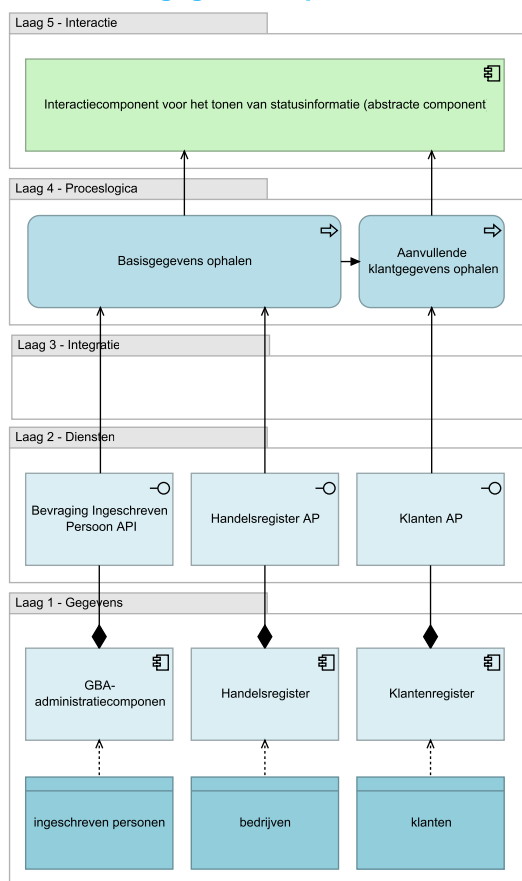 Laag 5 - Interactie
Interactiecomponent voor het tonen van statusinformatie (abstracte component
Laag 4 - Proceslogica
Basisgegevens ophalen
Aanvullende
klantgegevens ophalen
Laag 3 - Integratie
Laag 2 - Diensten
Bevraging Ingeschreven
Persoon API
Handelsregister AP
Klanten AP
Laag 1 - Gegevens
GBA-
administratiecomponen
Handelsregister
Klantenregister
ingeschreven personen
bedrijven
klanten